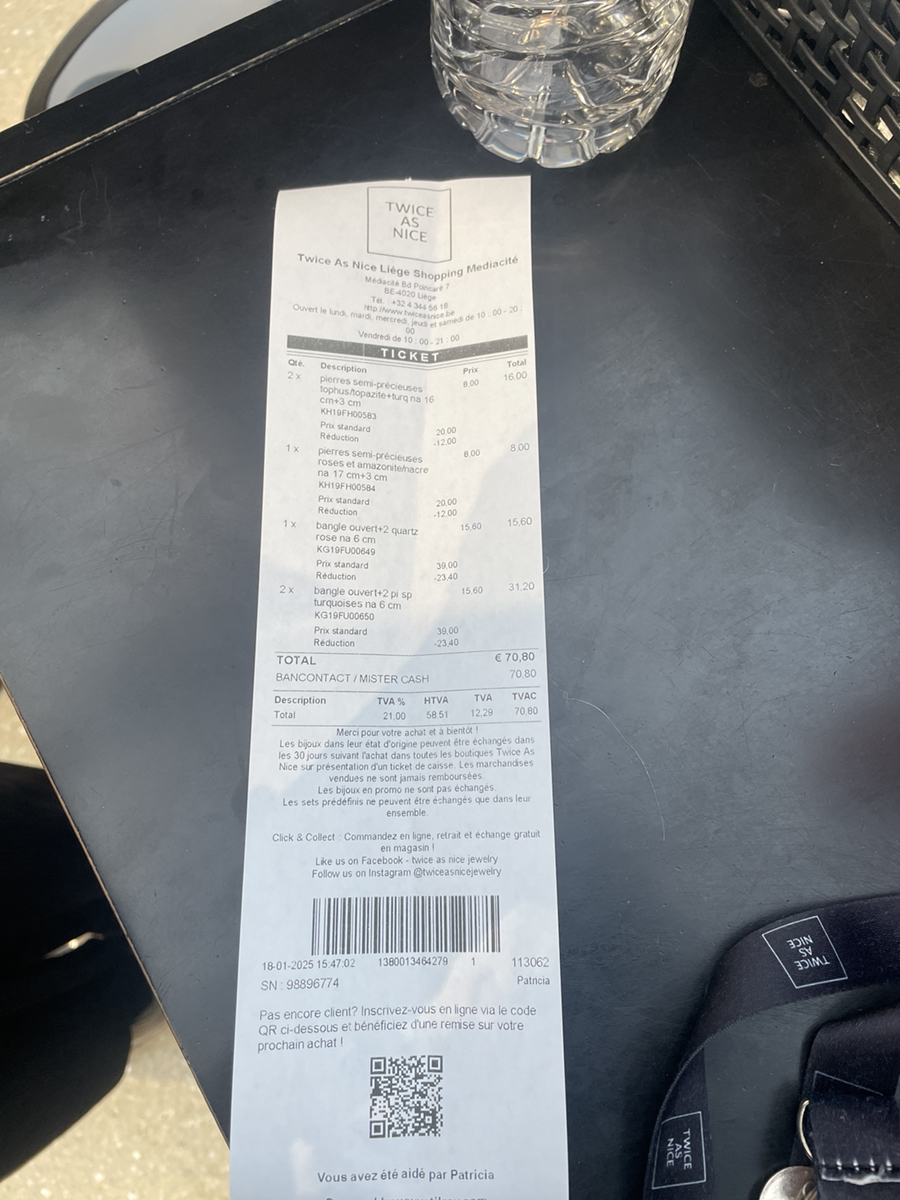 TWICE
AS
NICE
Twice As Nice Liège Shopping Mediacité
Médiacité Bd Poincaré 7
BE-4020 Liège
Tél. : +32 4 344 56 18
http://www.twiceasnice.be
Ouvert le lundi, mardi, mercredi, jeudi et samedi de 10 : 00 - 20 :
00
Vendredi de 10 : 00 - 21 : 00
TICKET
Qté. Description Prix Total
2 x pierres semi-précieuses 8,00 16,00
tophus/topazite+turq na 16
cm+3 cm
KH19FH00583
Prix standard 20,00
Réduction -12,00
1 x pierres semi-précieuses 8,00 8,00
roses et amazonite/nacre
na 17 cm+3 cm
KH19FH00584
Prix standard 20,00
Réduction -12,00
1 x bangle ouvert+2 quartz 15,60 15,60
rose na 6 cm
KG19FU00649
Prix standard 39,00
Réduction -23,40
2 x bangle ouvert+2 pi sp 15,60 31,20
turquoises na 6 cm
KG19FU00650
Prix standard 39,00
Réduction -23,40
TOTAL € 70,80
BANCONTACT / MISTER CASH 70,80
Description TVA % HTVA TVA TVAC
Total 21,00 58,51 12,29 70,80
Merci pour votre achat et à bientôt !
Les bijoux dans leur état d'origine peuvent être échangés dans
les 30 jours suivant l'achat dans toutes les boutiques Twice As
Nice sur présentation d'un ticket de caisse. Les marchandises
vendues ne sont jamais remboursées.
Les bijoux en promo ne sont pas échangés.
Les sets prédéfinis ne peuvent être échangés que dans leur
ensemble.
Click & Collect : Commandez en ligne, retrait et échange gratuit
en magasin !
Like us on Facebook - twice as nice jewelry
Follow us on Instagram @twiceasnicejewelry
18-01-2025 15:47:02 1380013464279 1 113062
SN : 98896774 Patricia
Pas encore client? Inscrivez-vous en ligne via le code
QR ci-dessous et bénéficiez d'une remise sur votre
prochain achat !
Vous avez été aidé par Patricia
TWICE
AS
NICE
TWICE
AS
NICE